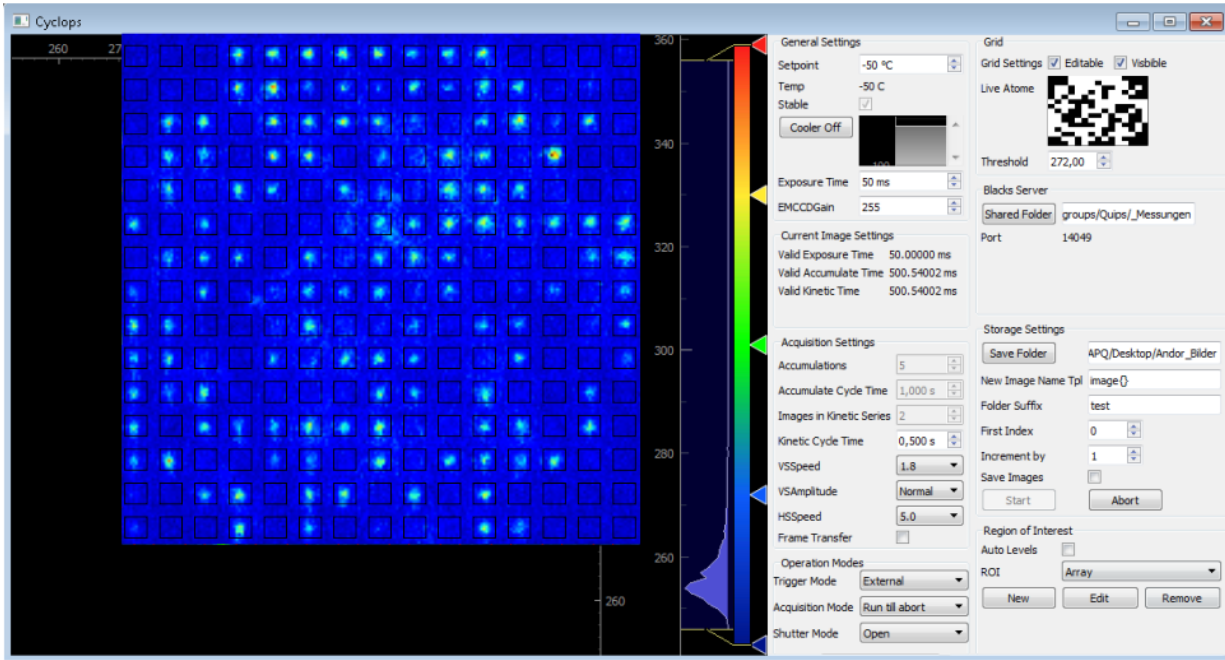 Cyclops
260 27
360
340
320
300
280
260
260
General Settings
Setpoint -50 ºC
Temp -50 C
Stable
Cooler Off
Exposure Time 50 ms
EMCCDGain 255
Current Image Settings
Valid Exposure Time 50.00000 ms
Valid Accumulate Time 500.54002 ms
Valid Kinetic Time 500.54002 ms
Acquisition Settings
Accumulations 5
Accumulate Cycle Time 1,000 s
Images in Kinetic Series 2
Kinetic Cycle Time 0,500 s
VSSpeed 1.8
VSAmplitude Normal
HSSpeed 5.0
Frame Transfer
Operation Modes
Trigger Mode External
Acquisition Mode Run till abort
Shutter Mode Open
Grid
Grid Settings Editable Visbible
Live Atome
Threshold 272,00
Blacks Server
Shared Folder groups/Quips/_Messungen
Port 14049
Storage Settings
Save Folder APQ/Desktop/Andor_Bilder
New Image Name Tpl image{}
Folder Suffix test
First Index 0
Increment by 1
Save Images
Start Abort
Region of Interest
Auto Levels
ROI Array
New Edit Remove